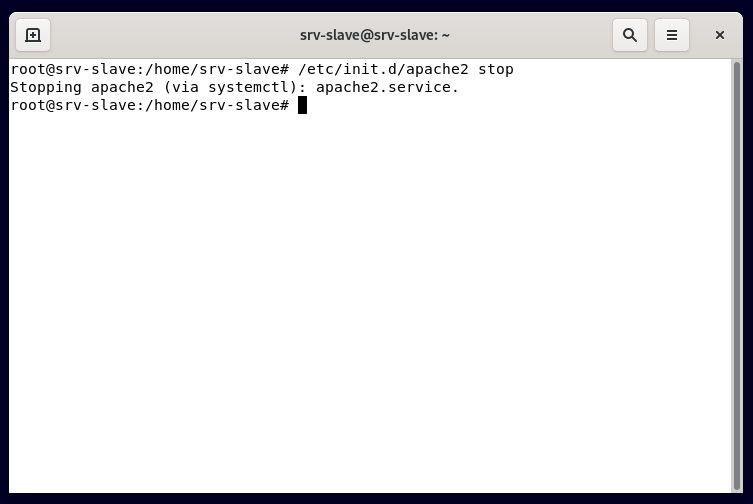 srv-slave@srv-slave: ~
root@srv-slave:/home/srv-slave# /etc/init.d/apache2 stop
Stopping apache2 (via systemctl): apache2.service.
root@srv-slave:/home/srv-slave#